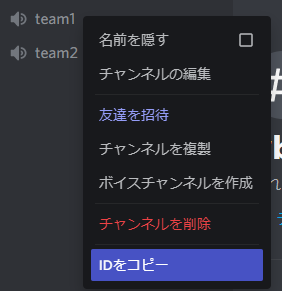 team1
team2
名前を隠す
チャンネルの編集
友達を招待
チャンネルを複製
ボイスチャンネルを作成
チャンネルを削除
IDをコピー
#